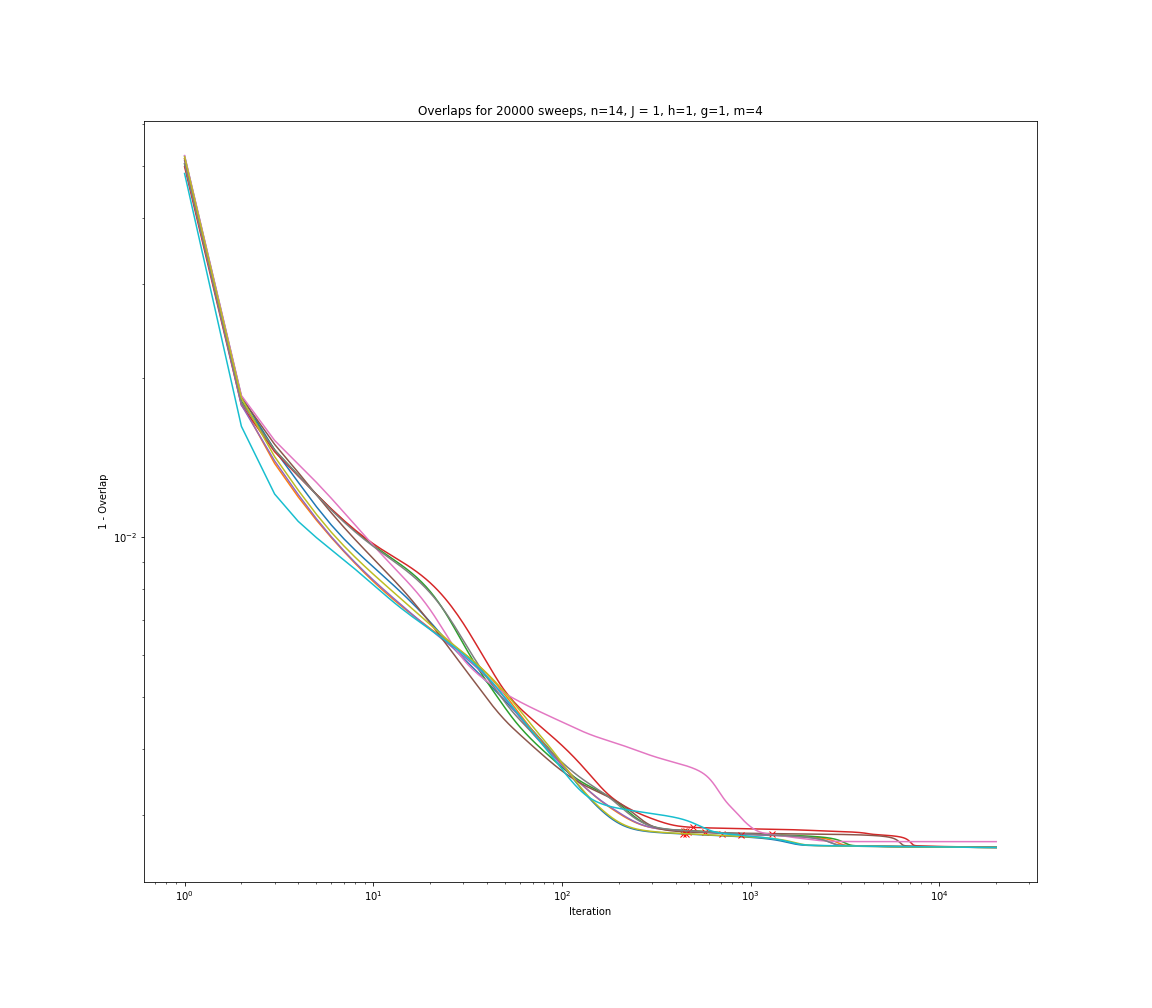 Overlaps for 20000 sweeps, n=14, J = 1, h=1, g=1, m=4
1 - Overlap
10⁻²
10⁰ 10¹ 10² 10³ 10⁴
Iteration